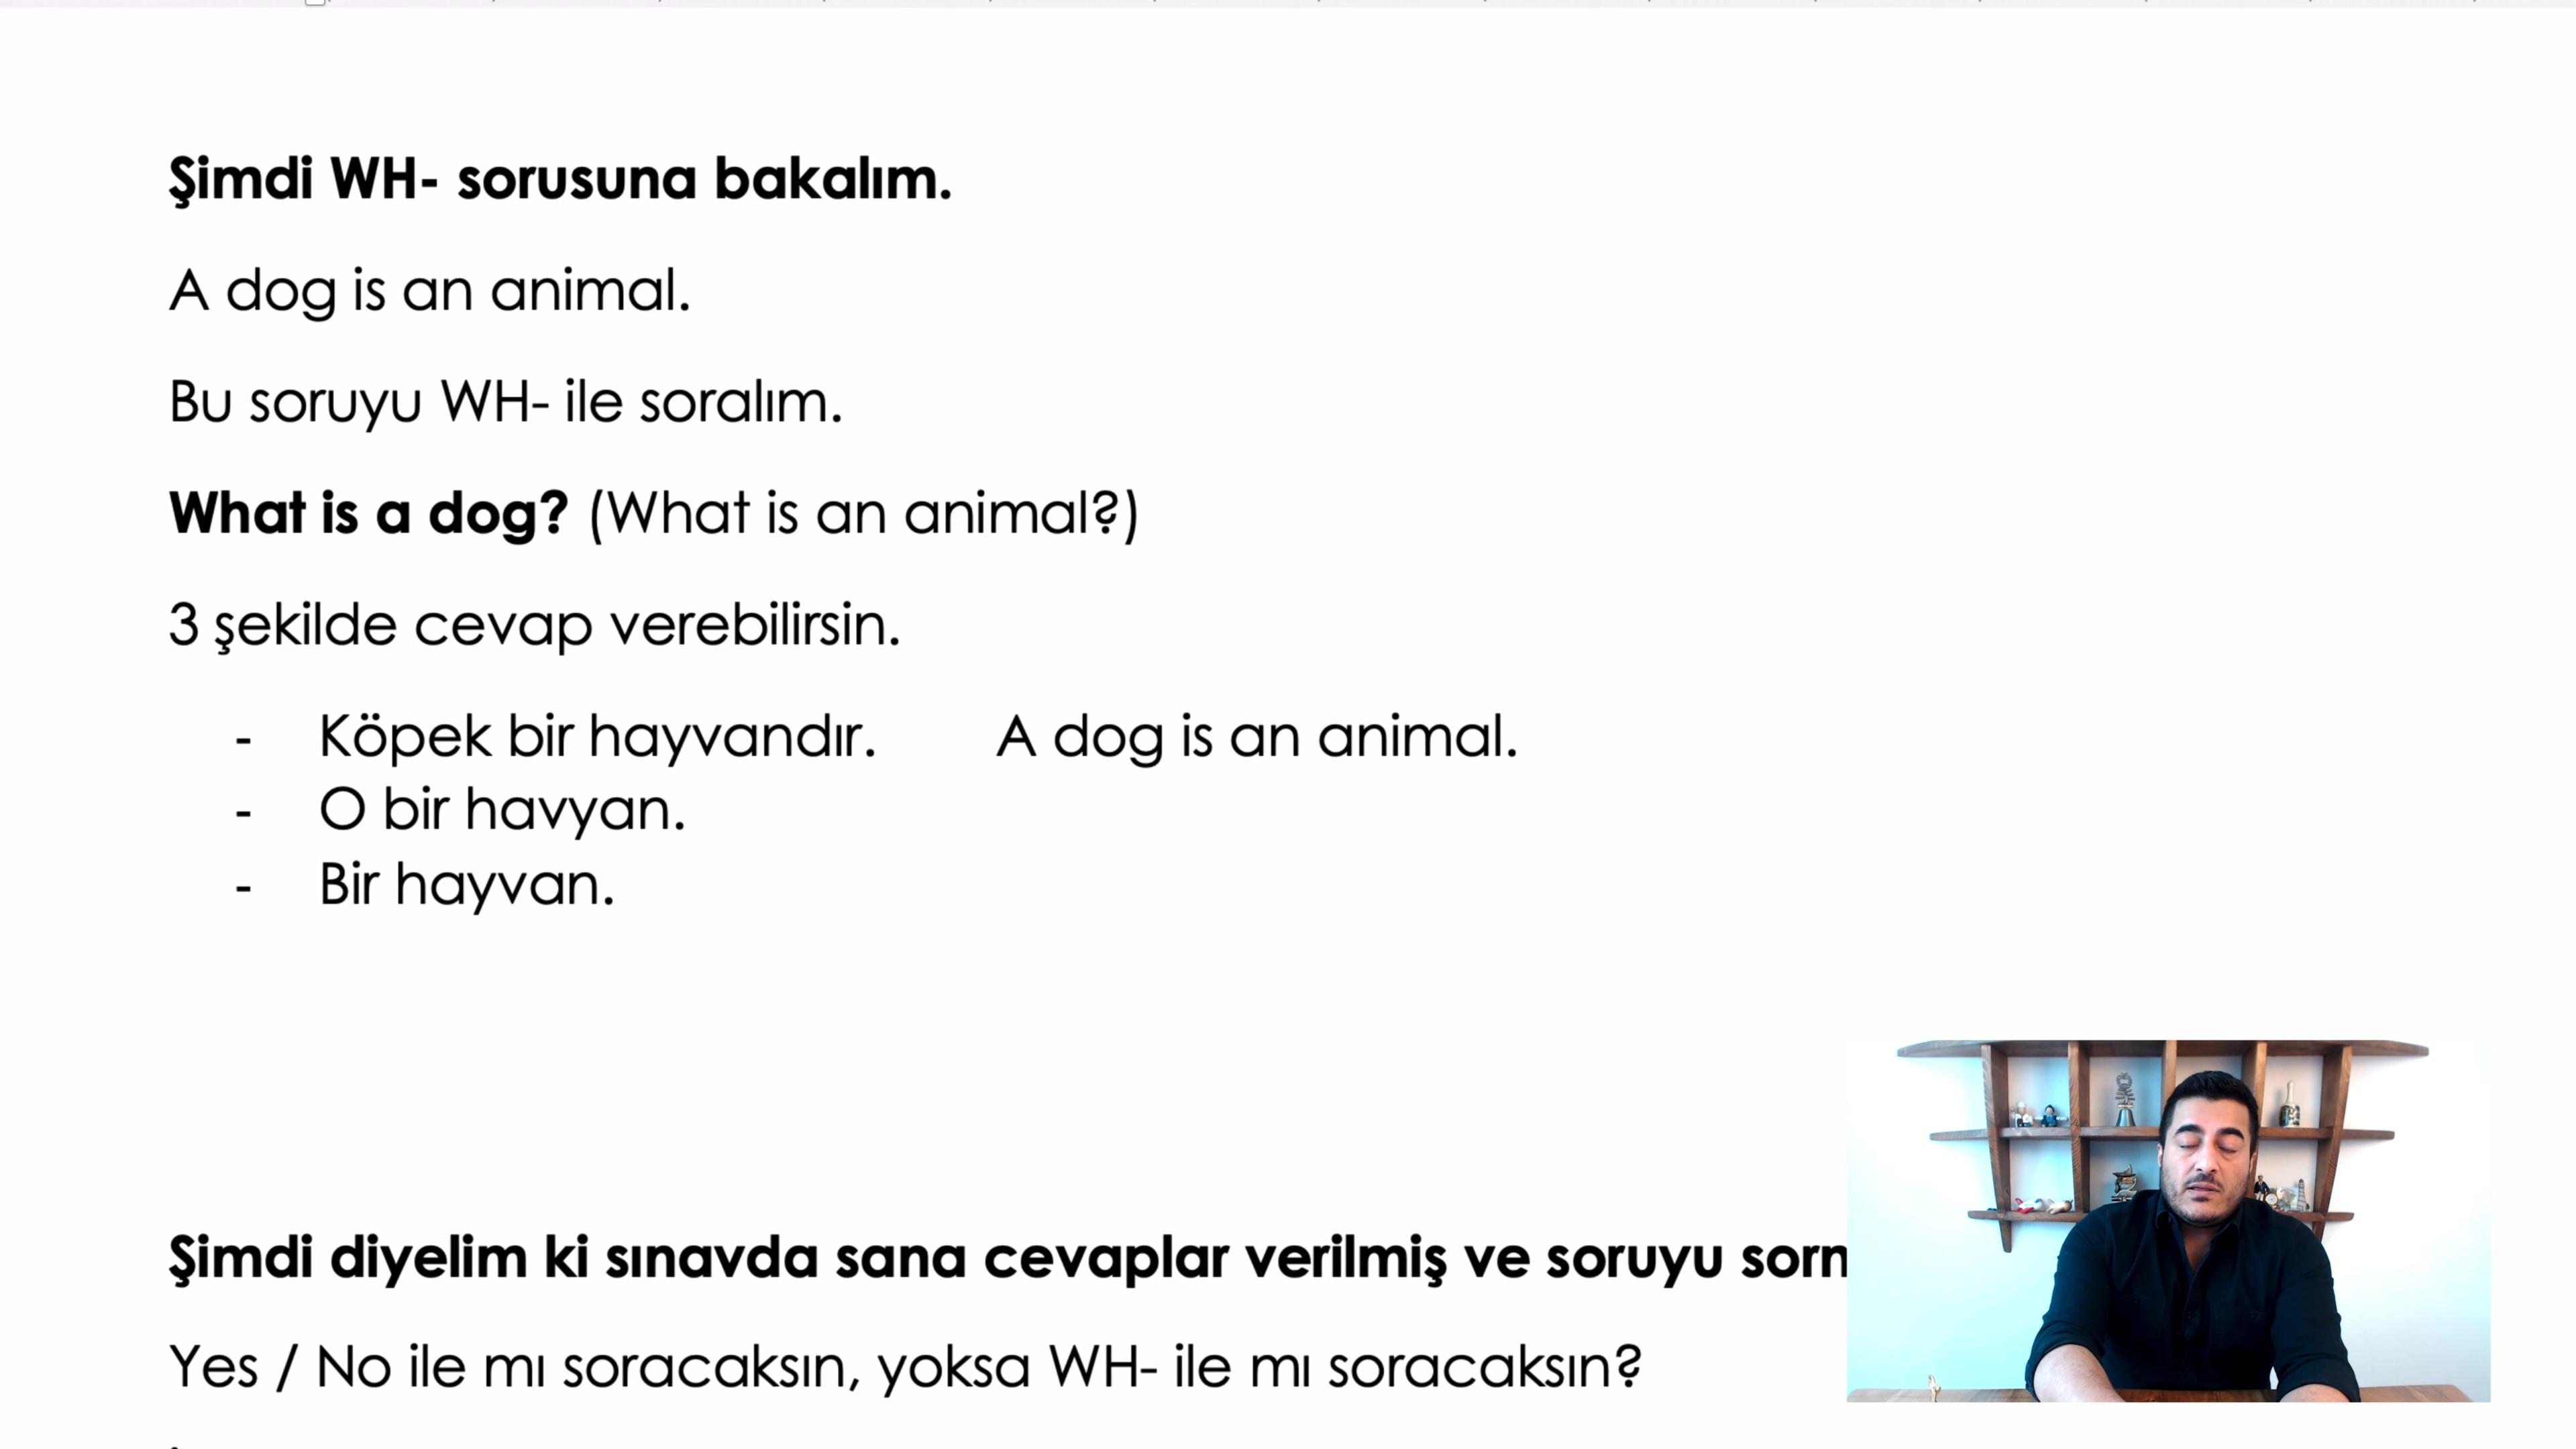 Şimdi WH- sorusuna bakalım.
A dog is an animal.
Bu soruyu WH- ile soralım.
What is a dog? (What is an animal?)
3 şekilde cevap verebilirsin.
- Köpek bir hayvandır. A dog is an animal.
- O bir havyan.
- Bir hayvan.
Şimdi diyelim ki sınavda sana cevaplar verilmiş ve soruyu
Yes / No ile mı soracaksın, yoksa WH- ile mı soracaksın?